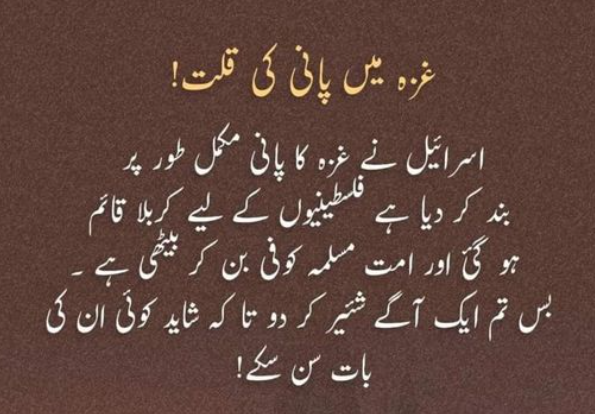 غزہ میں پانی کی قلت!
اسرائیل نے غزہ کا پانی مکمل طور پر
بند کر دیا ہے فلسطینیوں کے لیے کربلا قائم
ہو گئی اور امت مسلمہ کوفی بن کر بیٹھی ہے ۔
بس تم ایک آگے شئیر کر دو تا کہ شاید کوئی ان کی
بات سن سکے!